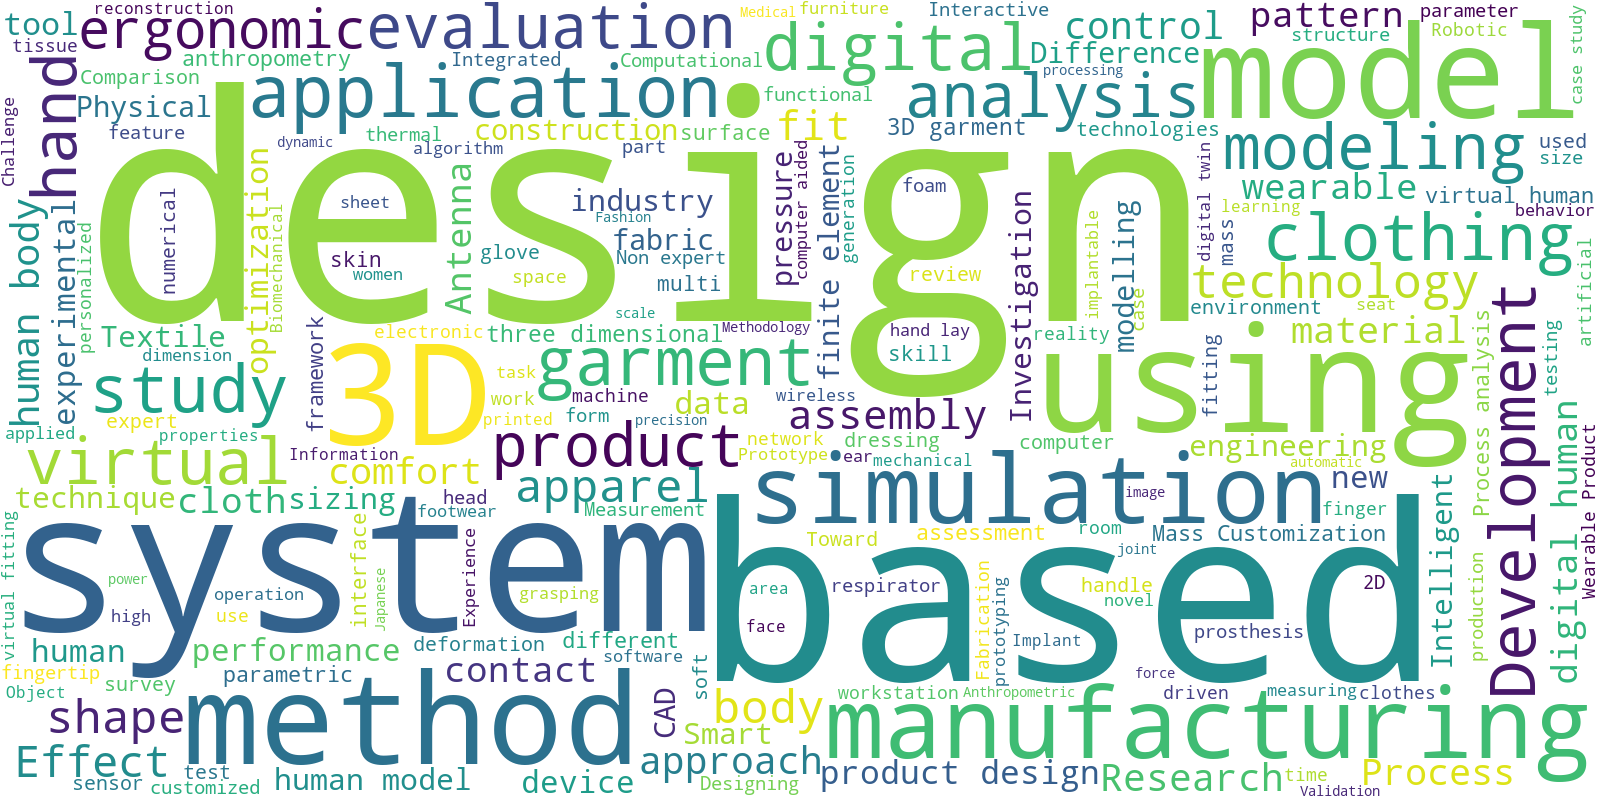 reconstruction
tool
ergonomic
evaluation
Medical
furniture
Interactive
pattern
parameter
control
structure
Robotic
case study
tissue
anthropometry
Integrated
Computational
digital
Difference
model
Comparison
hand
Physical
application
processing
analysis
functional
Challenge
feature
thermal
construction
surface
fit
3D garment
technologies
dynamic
algorithm
part
modeling
used
size
design
human body
experimental
personalized
numerical
optimization
Biomechanical
sheet
Antenna
industry
Fashion
pressure
computer aided
finite element
generation
foam
Investigation
modelling
implantable
digital twin
mass
learning
wearable
virtual human
behavior
clothing
artificial
skin
women
glove
fabric
Non expert
space
multi
review
case
technology
environment
seat
Textile
dimension
framework
electronic
three dimensional
scale
Methodology
hand lay
skill
reality
material
Development
Process analysis
testing
3D
garment
using
fitting
study
task
work
machine
wireless
printed
form
data
assembly
precision
applied
expert
properties
product
network
dressing
computer
engineering
virtual
Information
comfort
Prototype
ear
mechanical
automatic
Wearable Product
technique
cloth
sizing
head
footwear
apparel
Measurement
simulation
image
new
finger
digital human
Intelligent
virtual fitting
system
interface
Japanese
Experience
assessment
Toward
room
joint
Mass Customization
based
power
high
operation
use
grasping
area
respirator
face
Fabrication
prototyping
handle
novel
2D
prosthesis
Implant
production
human
performance
deformation
different
software
soft
fingertip
Object
survey
parametric
contact
CAD
force
workstation
Anthropometric
driven
measuring
clothes
shape
method
body
manufacturing
Smart
Effect
test
sensor
customized
human model
device
approach
Designing
product design
Research
time
Validation
Process